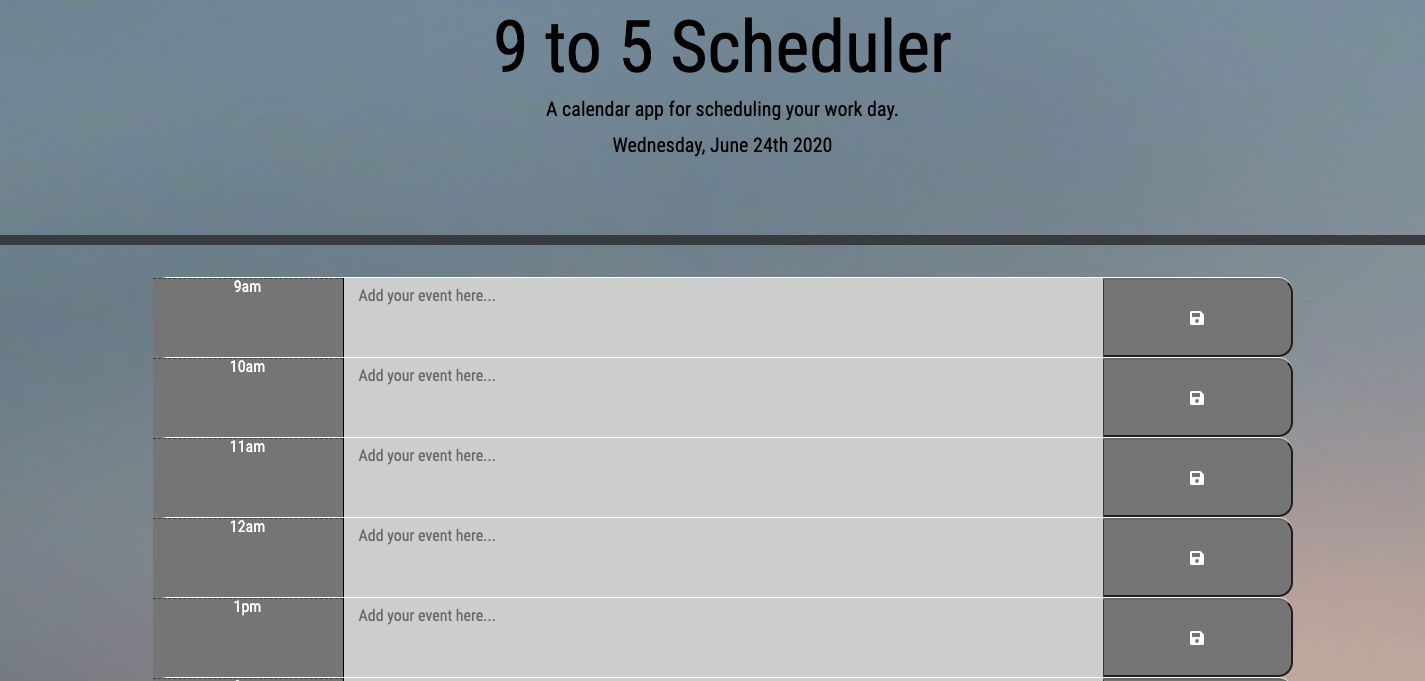 9 to 5 Scheduler
A calendar app for scheduling your work day.
Wednesday, June 24th 2020
9am
Add your event here...
10am
Add your event here...
11am
Add your event here...
12am
Add your event here...
1pm
Add your event here...